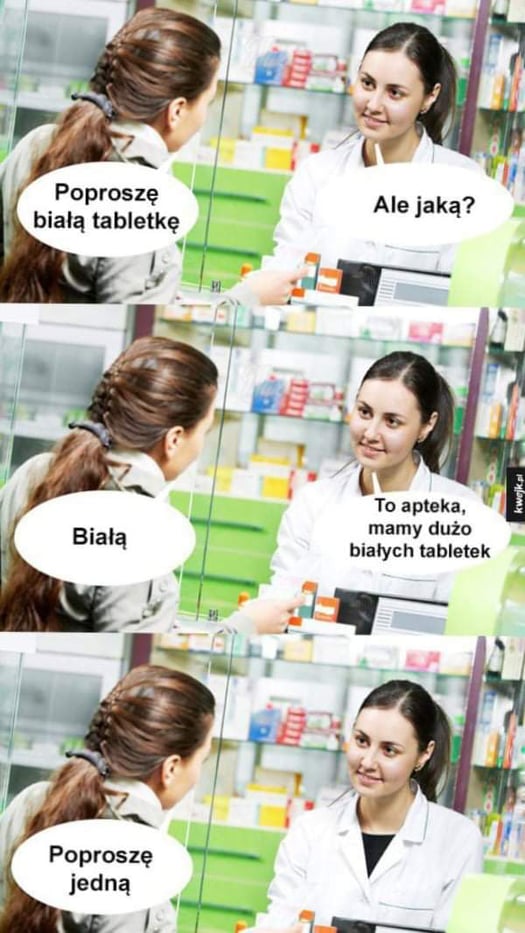 Poproszę
białą tabletkę
Ale jaką?
Białą
To apteka,
mamy dużo
białych tabletek
kwejk.pl
Poproszę
jedną